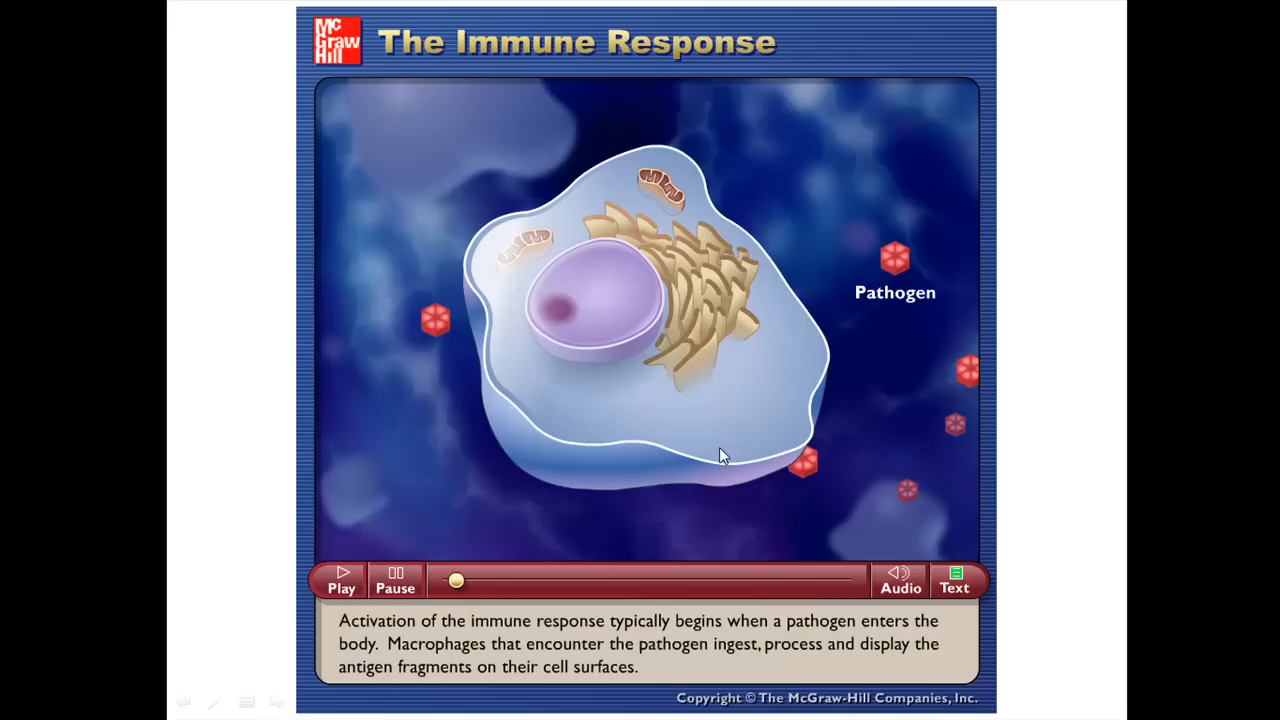 Mc
Graw
Hill
The Immune Response
Pathogen
Play
Pause
Audio
Text
Activation of the immune response typically begins when a pathogen enters the
body. Macrophages that encounter the pathogen ingest, process and display the
antigen fragments on their cell surfaces.
Copyright © The McGraw-Hill Companies, Inc.